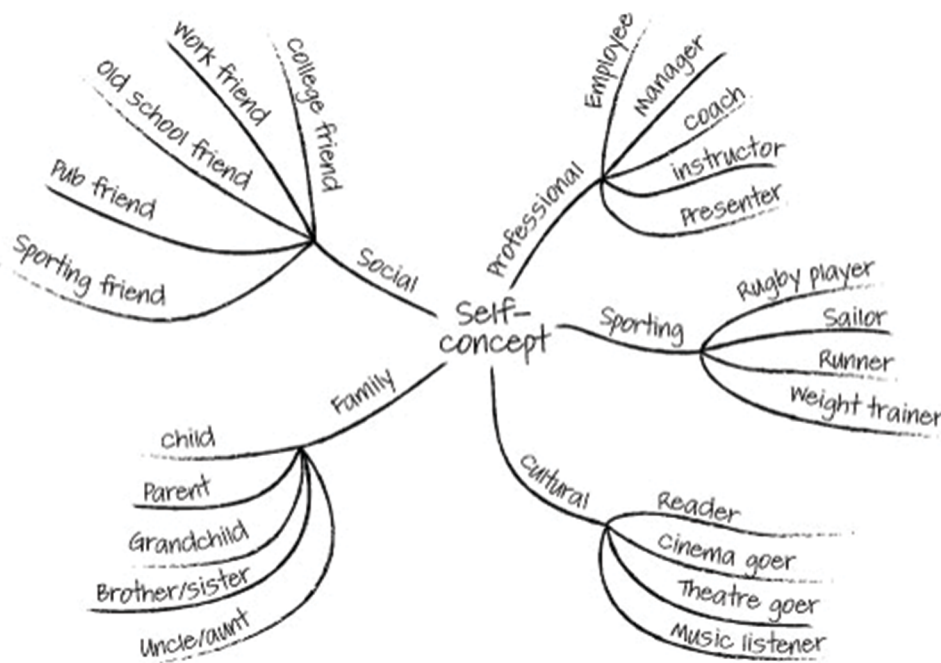 Self-
concept
Social
College friend
Work friend
Old school friend
Pub friend
Sporting friend
Professional
Employee
Manager
Coach
instructor
Presenter
Sporting
Rugby player
Sailor
Runner
Weight trainer
Cultural
Reader
Cinema goer
Theatre goer
Music listener
Family
Child
Parent
Grandchild
Brother/sister
Uncle/aunt